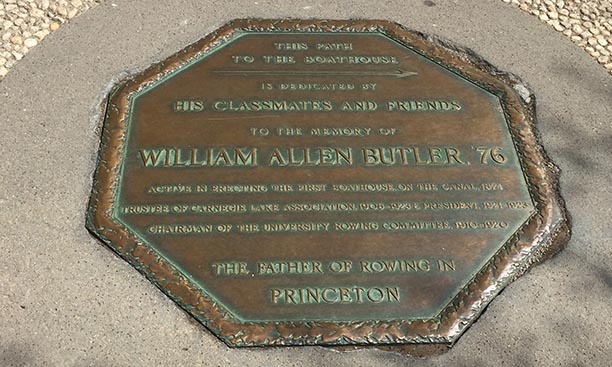 THIS PATH
TO THE BOATHOUSE
IS DEDICATED BY
HIS CLASSMATES AND FRIENDS
TO THE MEMORY OF
WILLIAM ALLEN BUTLER, '76
ACTIVE IN ERECTING THE FIRST BOATHOUSE, ON THE CANAL, 1874
TRUSTEE OF CARNEGIE LAKE ASSOCIATION, 1906-1923 & PRESIDENT, 1921-1923
CHAIRMAN OF THE UNIVERSITY ROWING COMMITTEE, 1910-1920
THE FATHER OF ROWING IN
PRINCETON